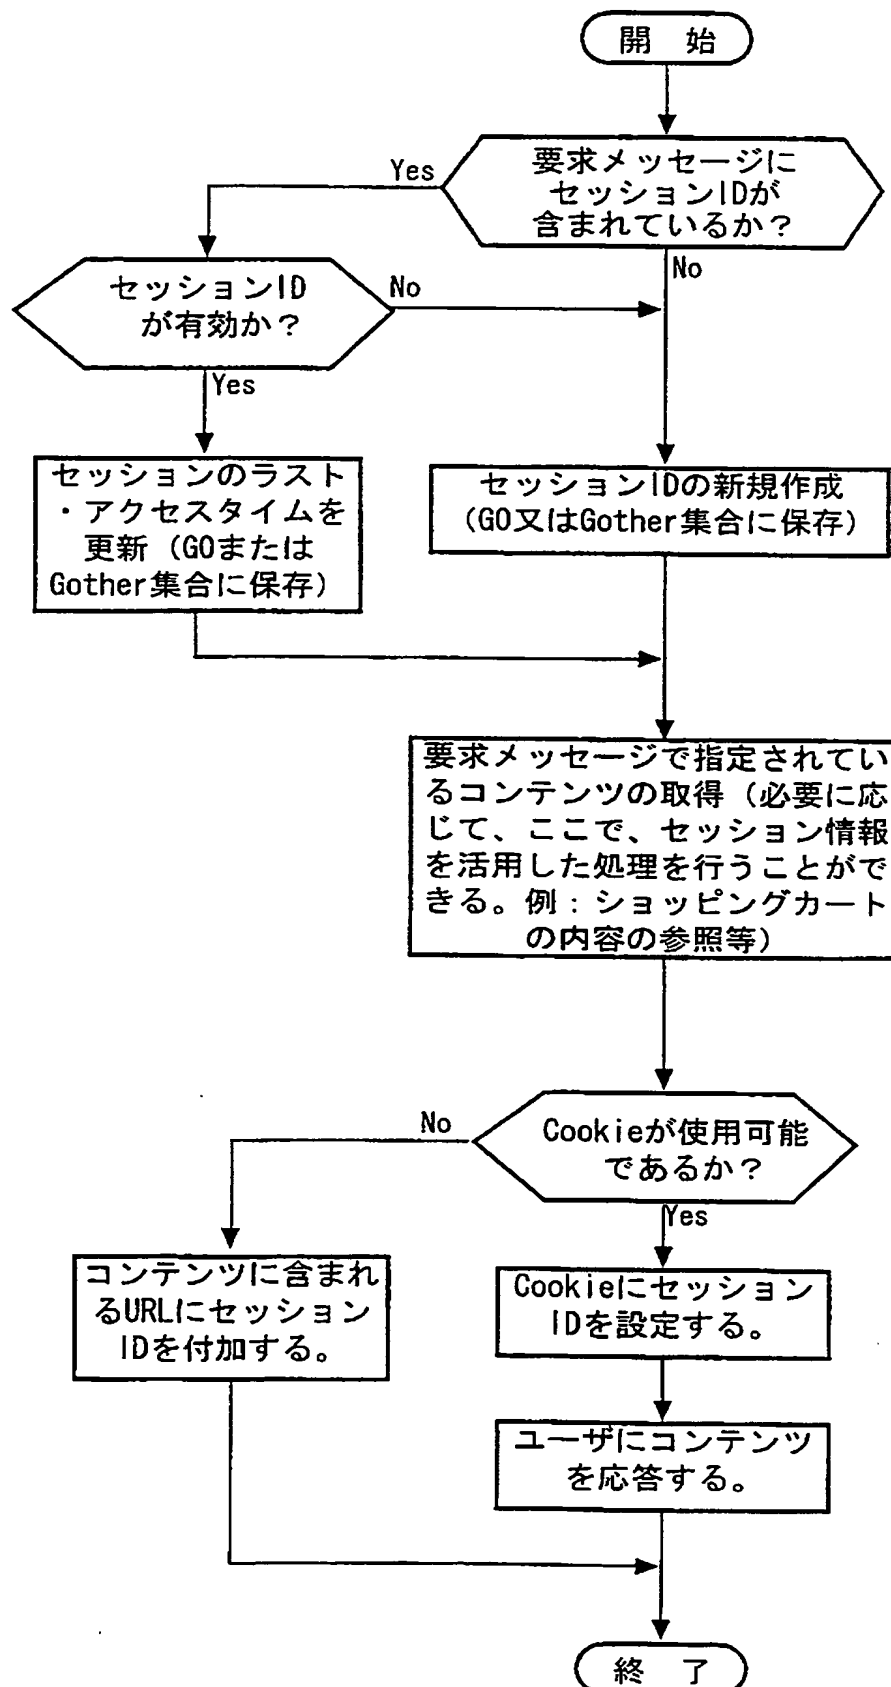 開 始
要求メッセージに
セッションIDが
含まれているか？
Yes
No
セッションID
が有効か？
No
Yes
セッションのラスト
・アクセスタイムを
更新（G0または
Gother集合に保存）
セッションIDの新規作成
（G0又はGother集合に保存）
要求メッセージで指定されてい
るコンテンツの取得（必要に応
じて、ここで、セッション情報
を活用した処理を行うことがで
きる。例：ショッピングカート
の内容の参照等）
Cookieが使用可能
であるか？
No
Yes
コンテンツに含まれ
るURLにセッション
IDを付加する。
Cookieにセッション
IDを設定する。
ユーザにコンテンツ
を応答する。
終 了